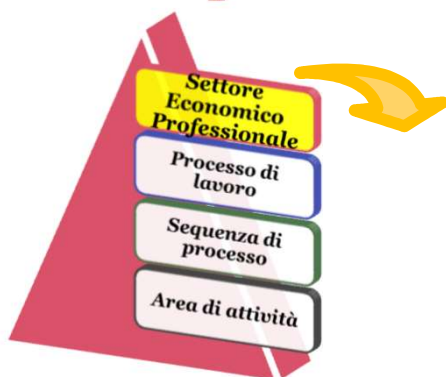 Settore
Economico
Professionale
Processo di
lavoro
Sequenza di
processo
Area di attività